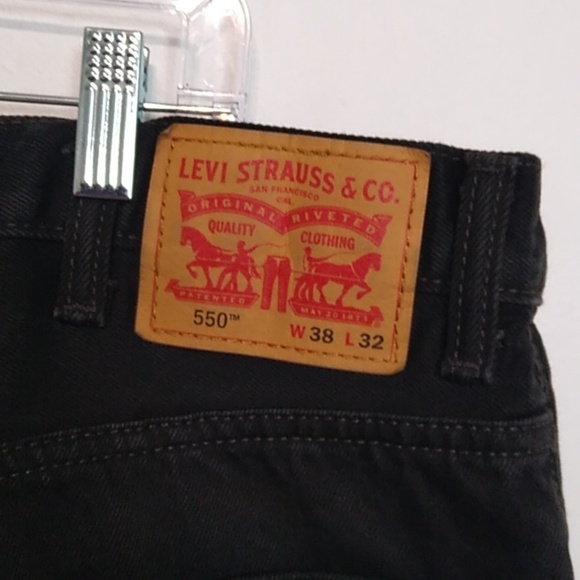 LEVI STRAUSS & CO.
SAN FRANCISCO
CAL
ORIGINAL RIVETED
QUALITY CLOTHING
PATENTED MAY 20 1873
550™ W 38 L 32